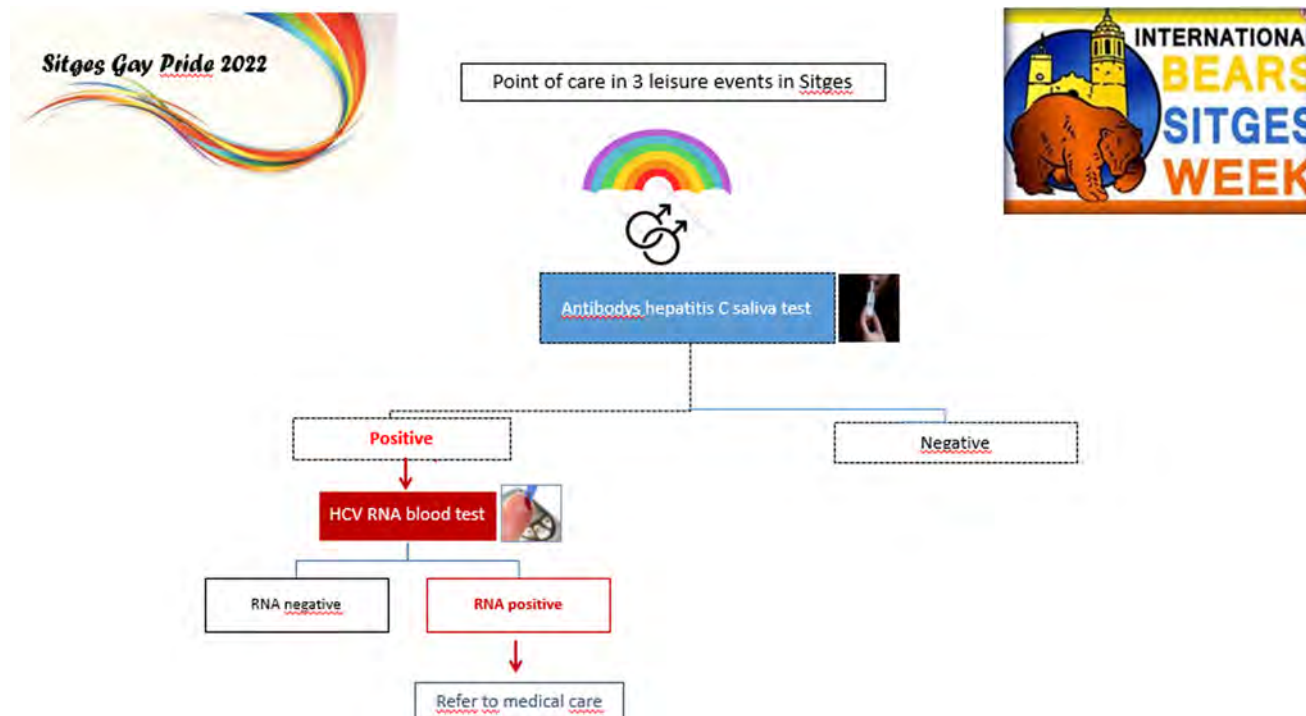 Sitges Gay Pride 2022
Point of care in 3 leisure events in Sitges
INTERNATIONA
BEARS
SITGES
WEEK
Antibodys hepatitis C saliva test
Positive
Negative
HCV RNA blood test
RNA negative
RNA positive
Refer to medical care